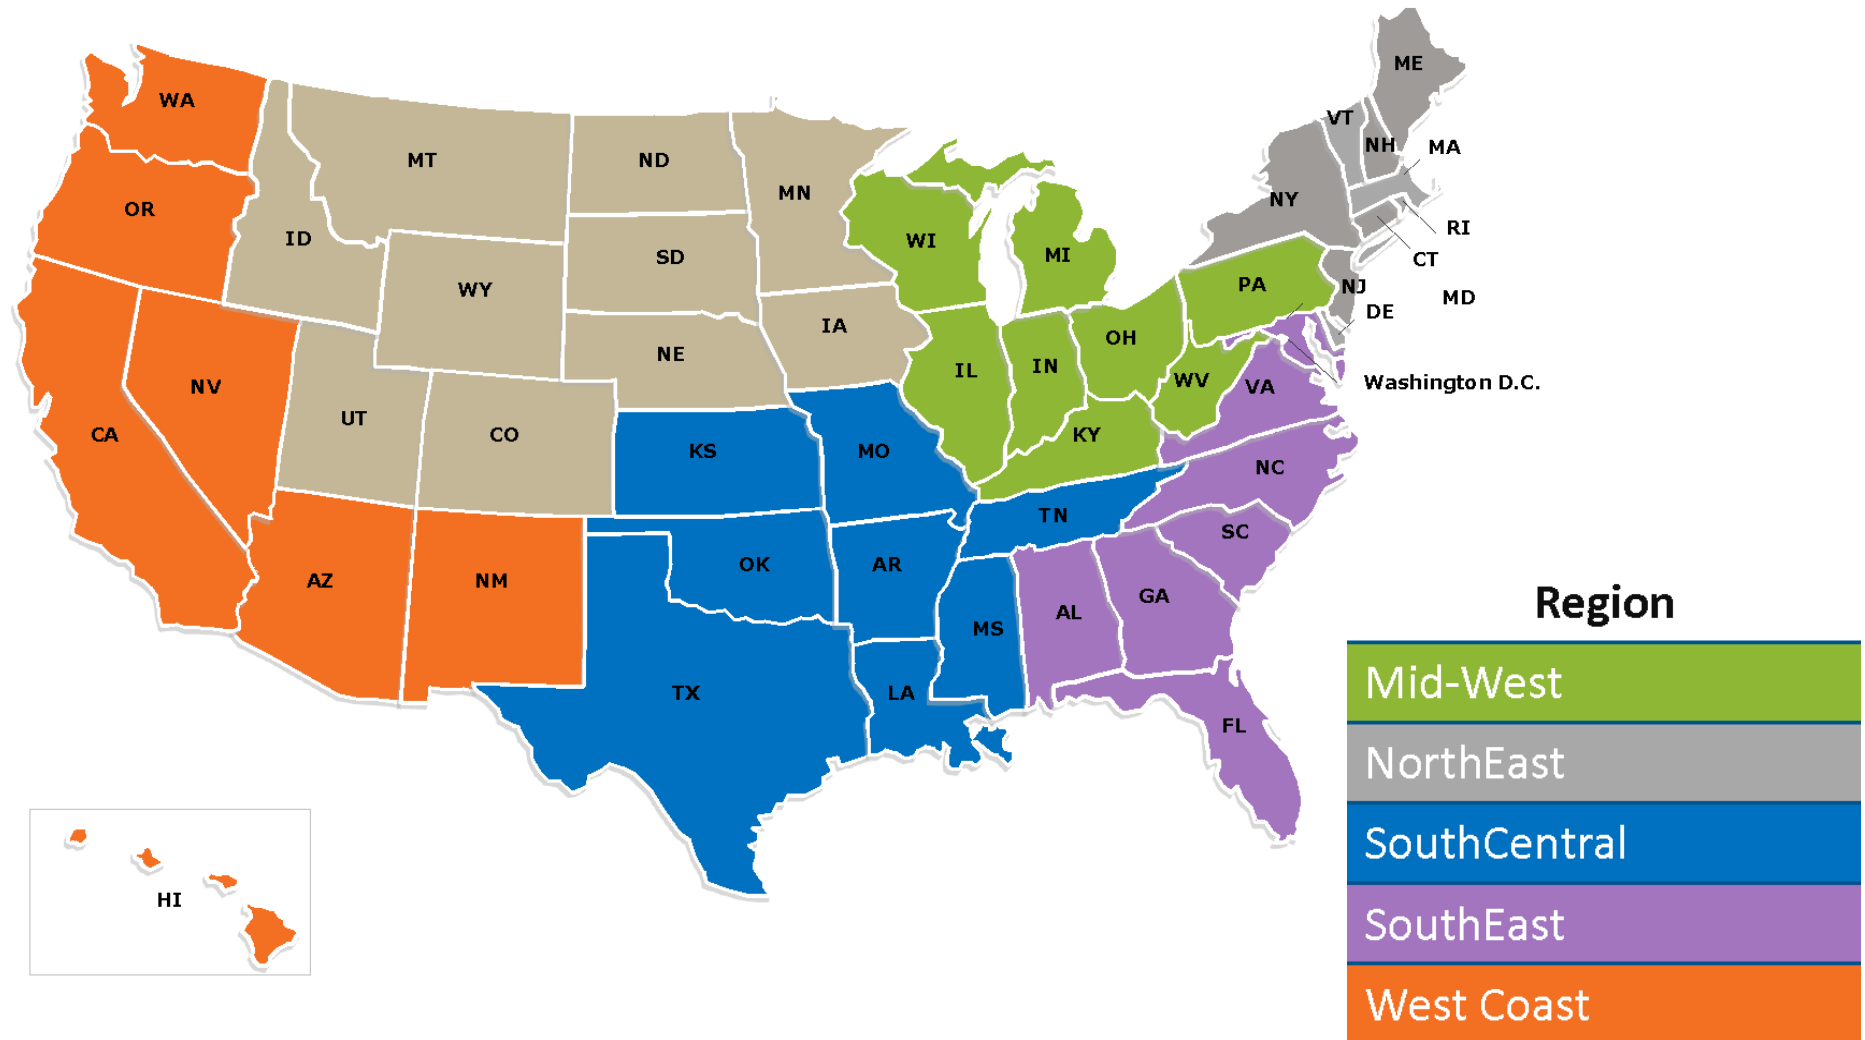 ME
WA
VT
NH
MA
MT
ND
MN
OR
NY
RI
ID
WI
SD
MI
CT
WY
PA
NJ
MD
DE
IA
OH
NE
IN
IL
WV
Washington D.C.
NV
VA
UT
CA
CO
KY
KS
MO
NC
TN
SC
OK
AR
AZ
NM
GA
AL
MS
TX
LA
FL
HI
Region
Mid-West
NorthEast
SouthCentral
SouthEast
West Coast